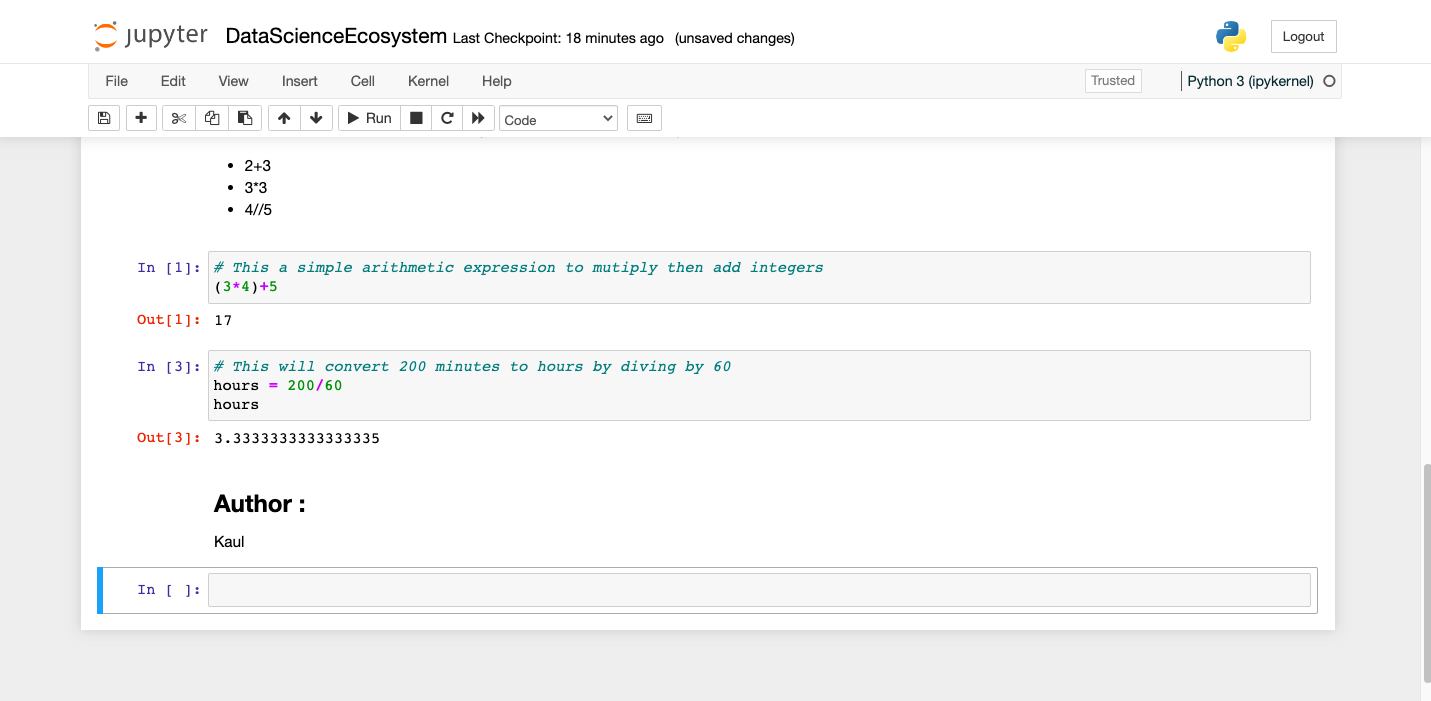 jupyter DataScienceEcosystem Last Checkpoint: 18 minutes ago (unsaved changes) Logout
File Edit View Insert Cell Kernel Help Trusted Python 3 (ipykernel)
Run Code
• 2+3
• 3*3
• 4//5
In [1]: # This a simple arithmetic expression to mutiply then add integers
(3*4)+5
Out[1]: 17
In [3]: # This will convert 200 minutes to hours by diving by 60
hours = 200/60
hours
Out[3]: 3.3333333333333335
Author :
Kaul
In [ ]: